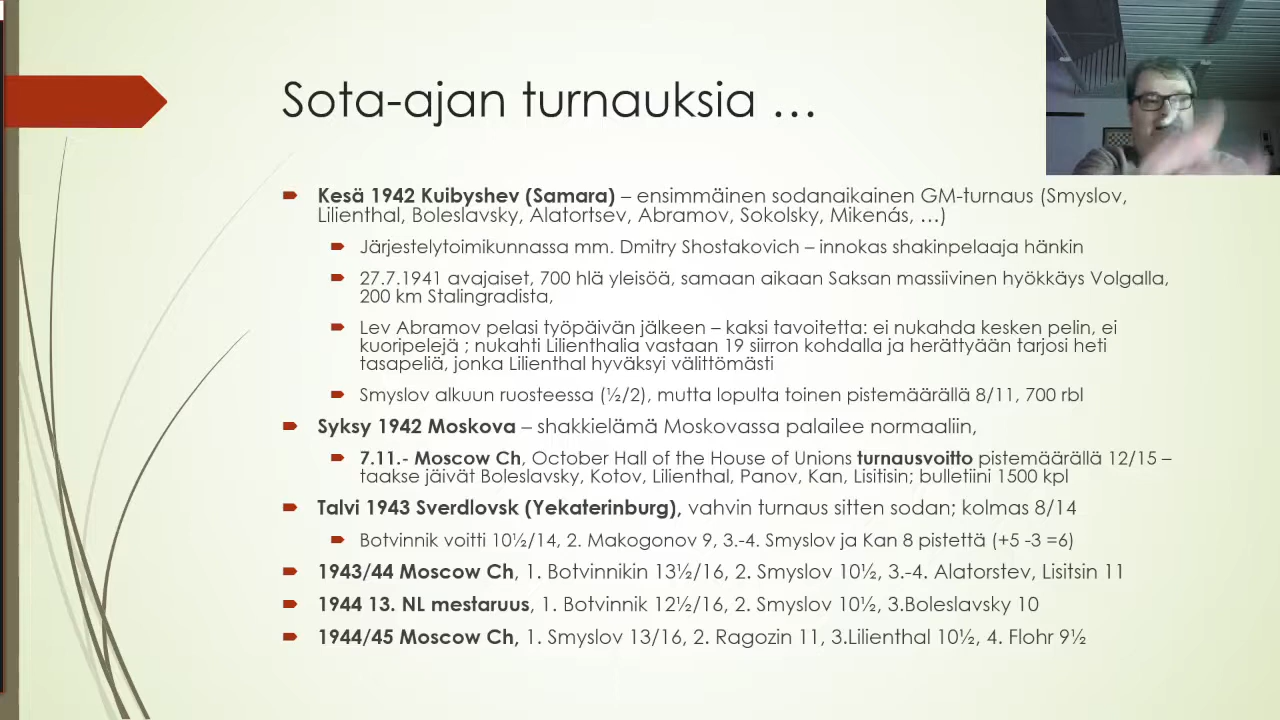 Sota-ajan turnauksia …
Kesä 1942 Kuibyshev (Samara) – ensimmäinen sodanaikainen GM-turnaus (Smyslov,
Lilienthal, Boleslavsky, Alatortsev, Abramov, Sokolsky, Mikenás, …)
Järjestelytoimikunnassa mm. Dmitry Shostakovich – innokas shakinpelaaja hänkin
27.7.1941 avajaiset, 700 hlä yleisöä, samaan aikaan Saksan massiivinen hyökkäys Volgalla,
200 km Stalingradista,
Lev Abramov pelasi työpäivän jälkeen – kaksi tavoitetta: ei nukahda kesken pelin, ei
kuoripelejä ; nukahti Lilienthalia vastaan 19 siirron kohdalla ja herättyään tarjosi heti
tasapeliä, jonka Lilienthal hyväksyi välittömästi
Smyslov alkuun ruosteessa (½/2), mutta lopulta toinen pistemäärällä 8/11, 700 rbl
Syksy 1942 Moskova – shakkielämä Moskovassa palailee normaaliin,
7.11.- Moscow Ch, October Hall of the House of Unions turnausvoitto pistemäärällä 12/15 –
taakse jäivät Boleslavsky, Kotov, Lilienthal, Panov, Kan, Lisitisin; bulletiini 1500 kpl
Talvi 1943 Sverdlovsk (Yekaterinburg), vahvin turnaus sitten sodan; kolmas 8/14
Botvinnik voitti 10½/14, 2. Makogonov 9, 3.-4. Smyslov ja Kan 8 pistettä (+5 -3 =6)
1943/44 Moscow Ch, 1. Botvinnikin 13½/16, 2. Smyslov 10½, 3.-4. Alatorstev, Lisitsin 11
1944 13. NL mestaruus, 1. Botvinnik 12½/16, 2. Smyslov 10½, 3.Boleslavsky 10
1944/45 Moscow Ch, 1. Smyslov 13/16, 2. Ragozin 11, 3.Lilienthal 10½, 4. Flohr 9½